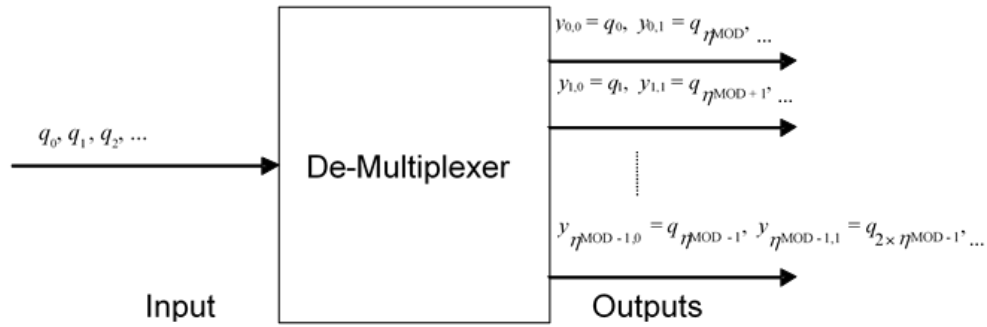 y0,0 = q0, y0,1 = qηMOD, ...
y1,0 = q1, y1,1 = qηMOD + 1, ...
q0, q1, q2, ...
De-Multiplexer
yηMOD - 1,0 = qηMOD - 1, yηMOD - 1,1 = q2× ηMOD - 1, ...
Input
Outputs